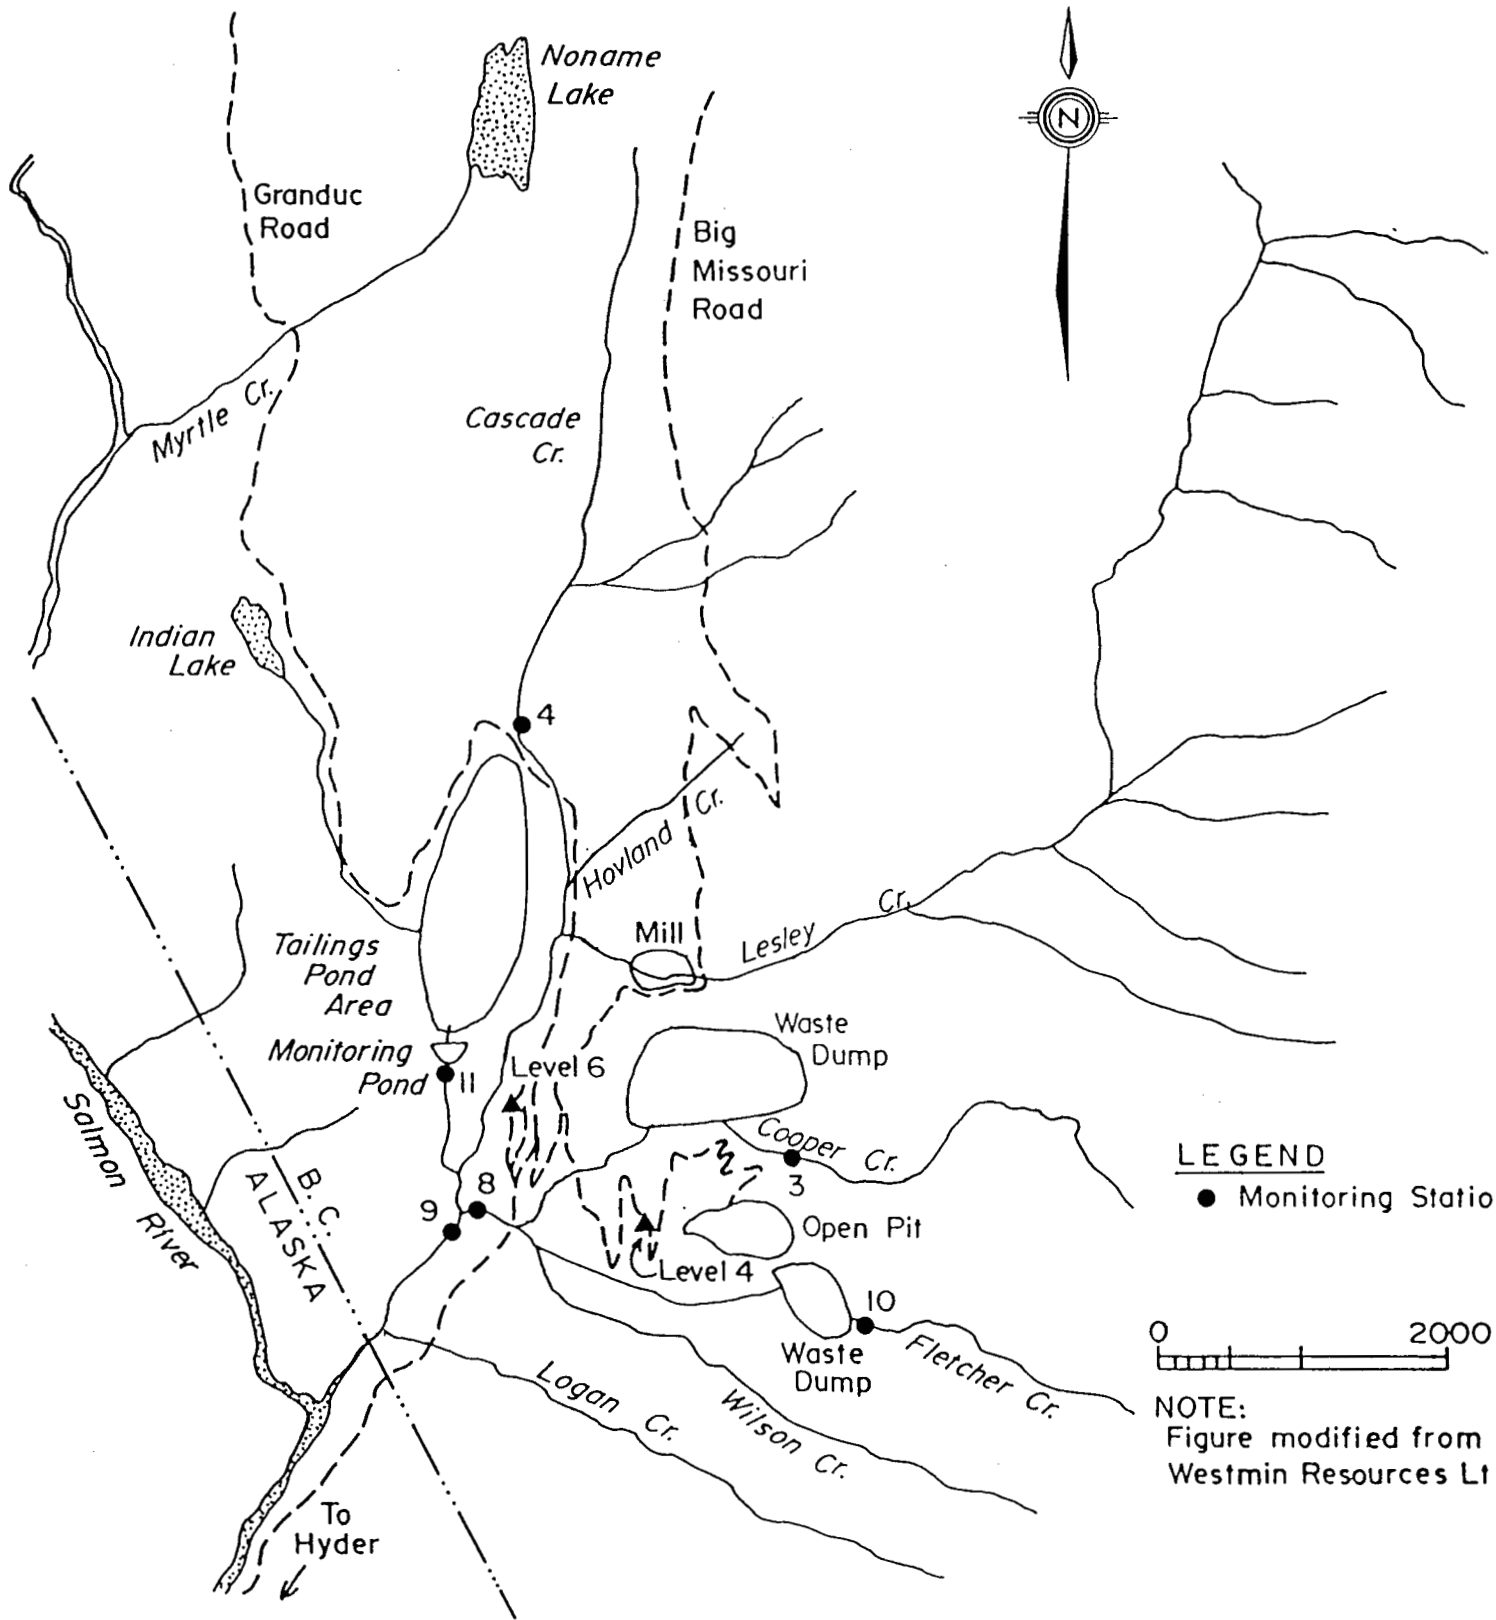 Noname
Lake
N
Granduc
Road
Big
Missouri
Road
Myrtle Cr.
Cascade
Cr.
Indian
Lake
4
Hovland Cr.
Mill
Lesley Cr.
Tailings
Pond
Area
Waste
Dump
Monitoring
Pond
11
Level 6
Salmon
River
Cooper Cr.
3
LEGEND
Monitoring Statio
B.C.
ALASKA
8
9
Open Pit
Level 4
10
Waste
Dump
Fletcher Cr.
0 2000
Logan Cr.
Wilson Cr.
NOTE:
Figure modified from
Westmin Resources Lt
To
Hyder